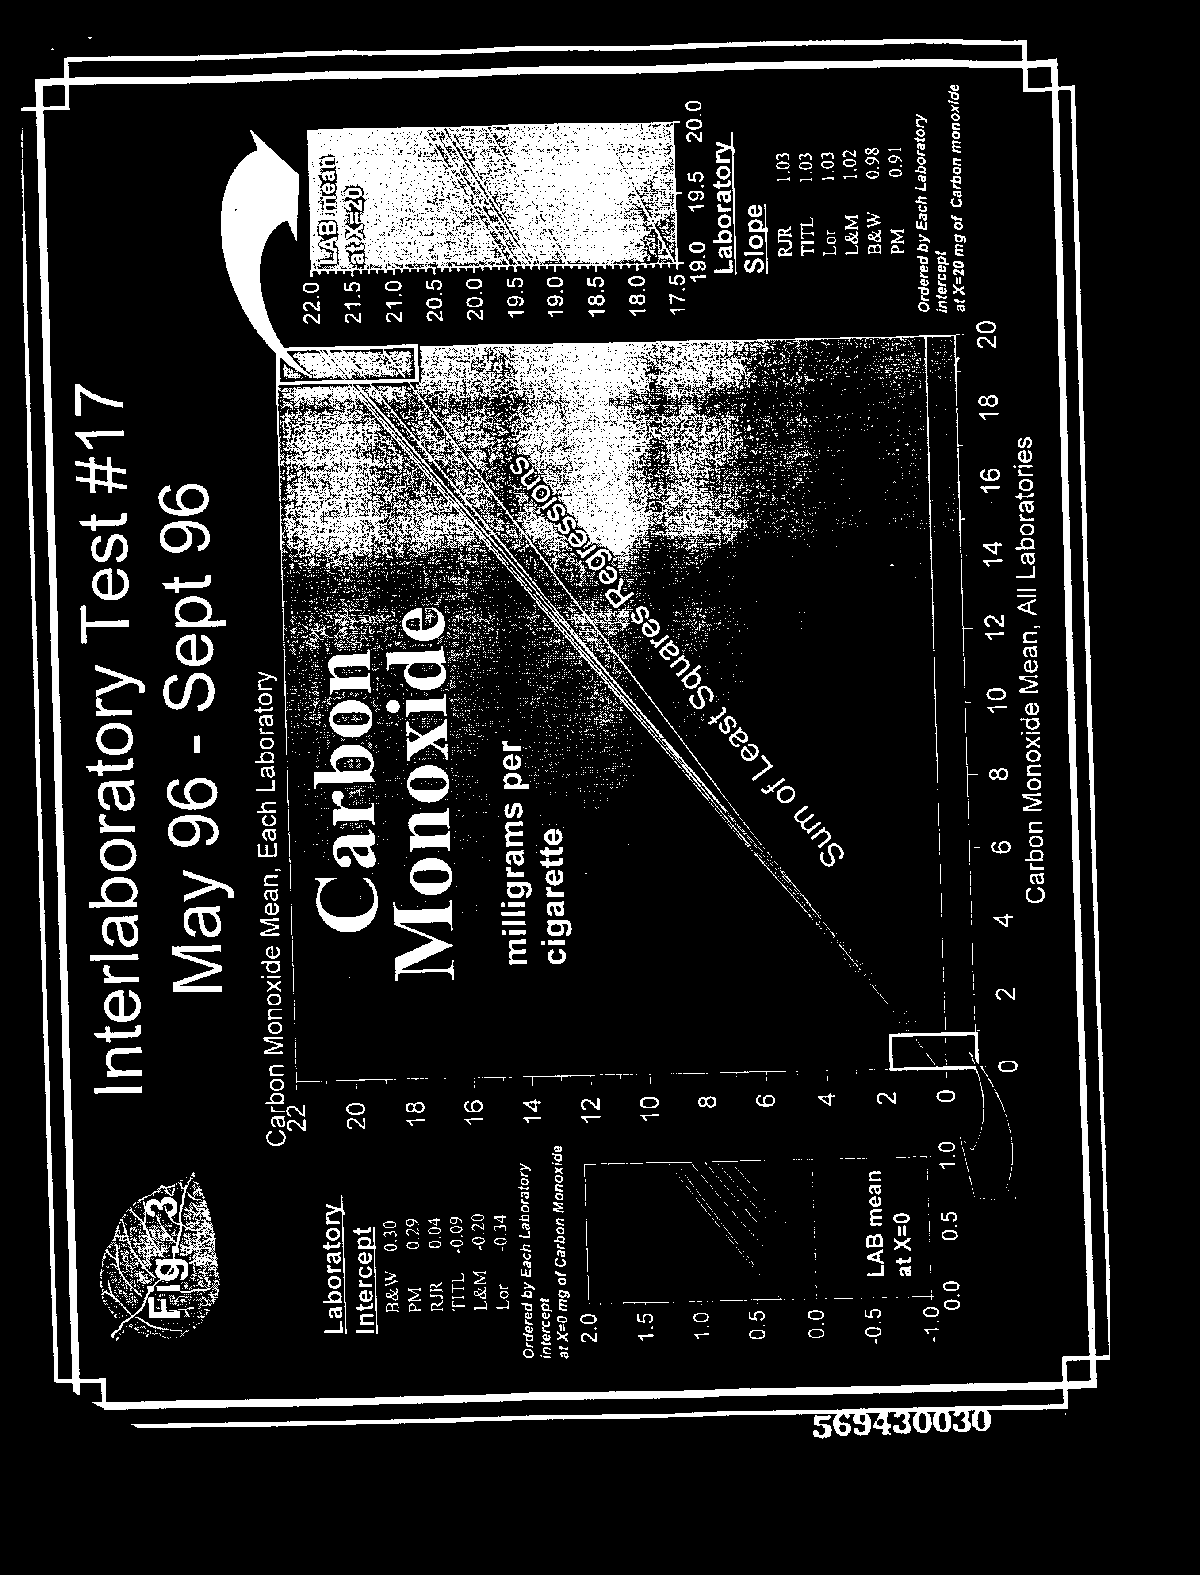 Fig. 3
Interlaboratory Test #17
May 96 - Sept 96
Carbon Monoxide Mean, Each Laboratory
22
20
18
16
14
12
10
8
6
4
2
0
Carbon
Monoxide
milligrams per
cigarette
Sum of Least Squares Regressions
0 2 4 6 8 10 12 14 16 18 20
Carbon Monoxide Mean, All Laboratories
Laboratory
Intercept
B&W 0.30
PM 0.29
RJR 0.04
TITL -0.09
L&M -0.20
Lor -0.34
Ordered by Each Laboratory
intercept
at X=0 mg of Carbon Monoxide
2.0
1.5
1.0
0.5
0.0
-0.5
-1.0
LAB mean
at X=0
0.0 0.5 1.0
LAB mean
at X=20
22.0
21.5
21.0
20.5
20.0
19.5
19.0
18.5
18.0
17.5
19.0 19.5 20.0
Laboratory
Slope
RJR 1.03
TITL 1.03
Lor 1.03
L&M 1.02
B&W 0.98
PM 0.91
Ordered by Each Laboratory
intercept
at X=20 mg of Carbon monoxide
569430030